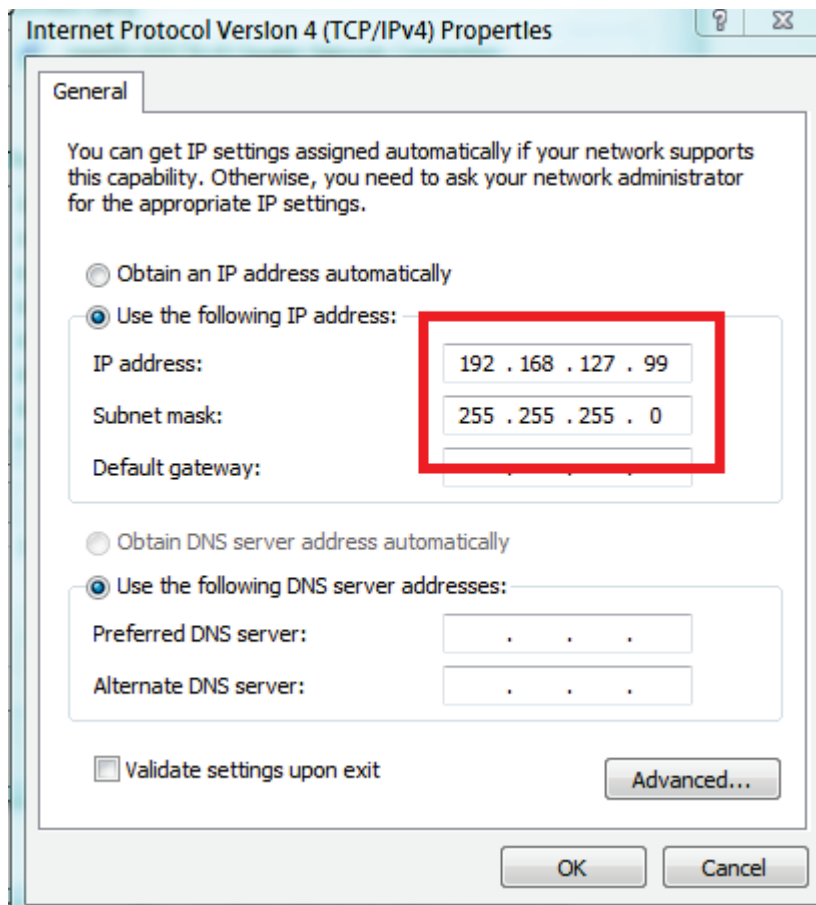 Internet Protocol Version 4 (TCP/IPv4) Properties
General
You can get IP settings assigned automatically if your network supports
this capability. Otherwise, you need to ask your network administrator
for the appropriate IP settings.
Obtain an IP address automatically
Use the following IP address:
IP address: 192 . 168 . 127 . 99
Subnet mask: 255 . 255 . 255 . 0
Default gateway: . . .
Obtain DNS server address automatically
Use the following DNS server addresses:
Preferred DNS server: . . .
Alternate DNS server: . . .
Validate settings upon exit
Advanced...
OK Cancel